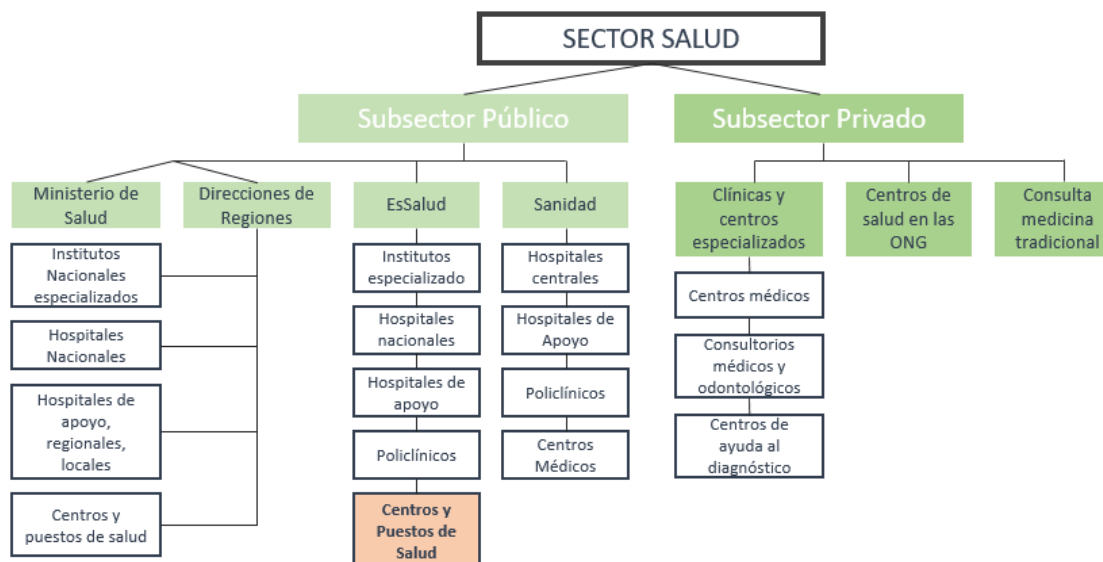 SECTOR SALUD
Subsector Público
Subsector Privado
Ministerio de
Salud
Direcciones de
Regiones
EsSalud
Sanidad
Clínicas y
centros
especializados
Centros de
salud en las
ONG
Consulta
medicina
tradicional
Institutos
Nacionales
especializados
Hospitales
Nacionales
Hospitales de
apoyo,
regionales,
locales
Centros y
puestos de salud
Institutos
especializado
Hospitales
nacionales
Hospitales de
apoyo
Policlínicos
Centros y
Puestos de
Salud
Hospitales
centrales
Hospitales de
Apoyo
Policlínicos
Centros
Médicos
Centros médicos
Consultorios
médicos y
odontológicos
Centros de
ayuda al
diagnóstico